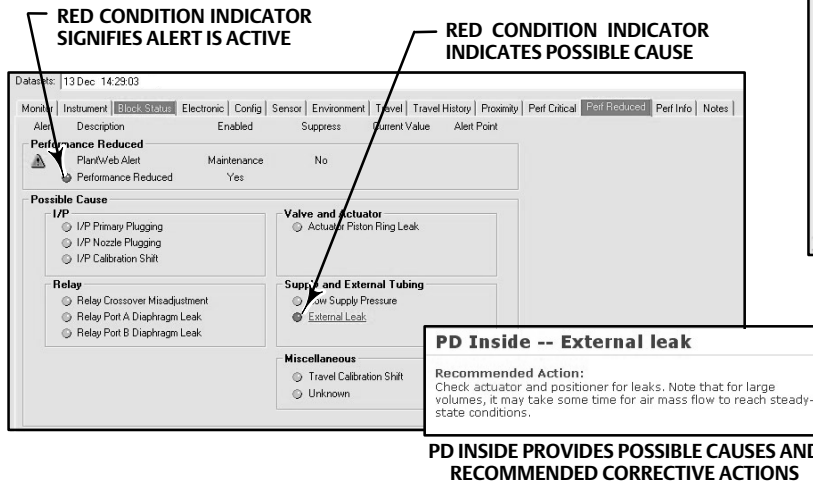 RED CONDITION INDICATOR
SIGNIFIES ALERT IS ACTIVE
RED CONDITION INDICATOR
INDICATES POSSIBLE CAUSE
Datasets: 13 Dec 14:29:03
Monitor Instrument Block Status Electronic Config Sensor Environment Travel Travel History Proximity Perf Critical Perf Reduced Perf Info Notes
Alert Description Enabled Suppress Current Value Alert Point
Performance Reduced
PlantWeb Alert Maintenance No
Performance Reduced Yes
Possible Cause
I/P
I/P Primary Plugging
I/P Nozzle Plugging
I/P Calibration Shift
Valve and Actuator
Actuator Piston Ring Leak
Relay
Relay Crossover Misadjustment
Relay Port A Diaphragm Leak
Relay Port B Diaphragm Leak
Supply and External Tubing
Low Supply Pressure
External Leak
Miscellaneous
Travel Calibration Shift
Unknown
PD Inside -- External leak
Recommended Action:
Check actuator and positioner for leaks. Note that for large
volumes, it may take some time for air mass flow to reach steady-
state conditions.
PD INSIDE PROVIDES POSSIBLE CAUSES AND
RECOMMENDED CORRECTIVE ACTIONS